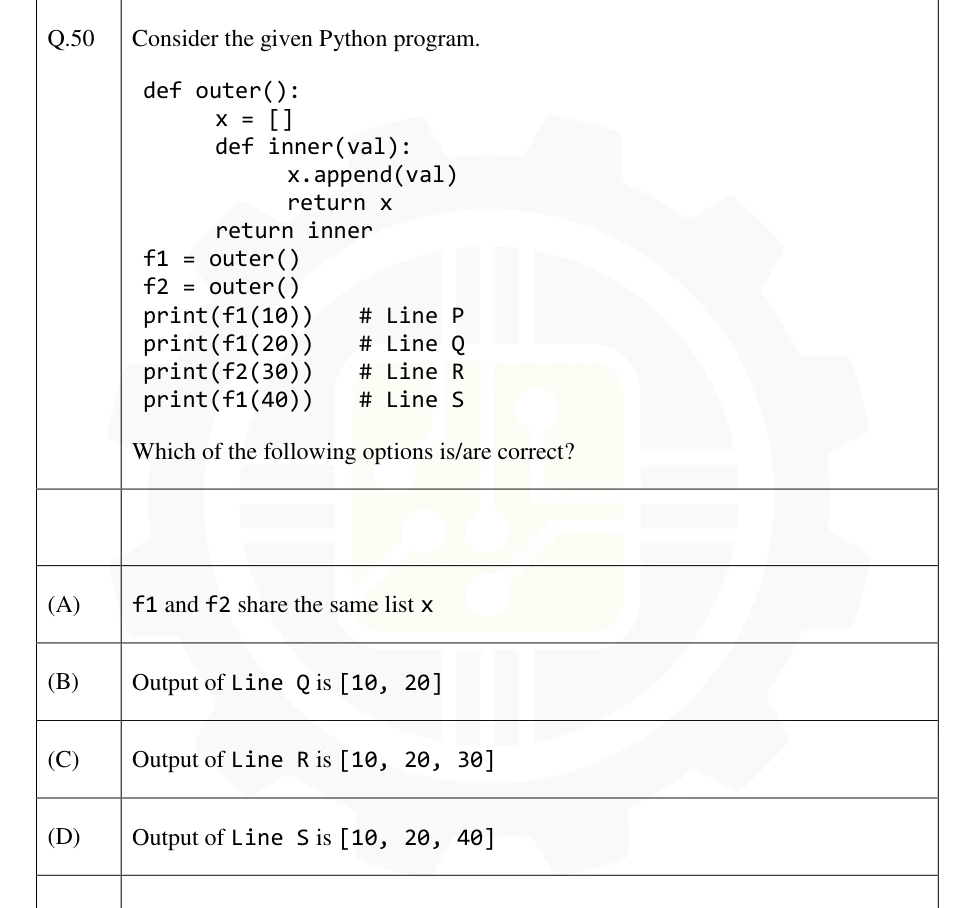 Q.50 Consider the given Python program.
def outer():
x = []
def inner(val):
x.append(val)
return x
return inner
f1 = outer()
f2 = outer()
print(f1(10)) # Line P
print(f1(20)) # Line Q
print(f2(30)) # Line R
print(f1(40)) # Line S
Which of the following options is/are correct?
(A) f1 and f2 share the same list x
(B) Output of Line Q is [10, 20]
(C) Output of Line R is [10, 20, 30]
(D) Output of Line S is [10, 20, 40]